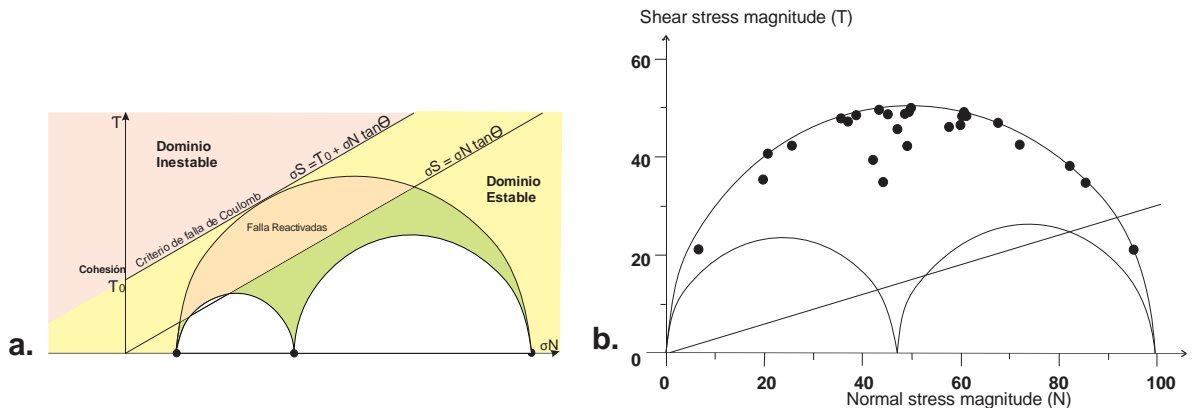 T
Dominio
Inestable
σS =T0 + σN tanΘ
σS = σN tanΘ
Dominio
Estable
Criterio de falta de Coulomb
Falla Reactivadas
Cohesión
T0
σN
a.
Shear stress magnitude (T)
60
40
20
0
0 20 40 60 80 100
Normal stress magnitude (N)
b.